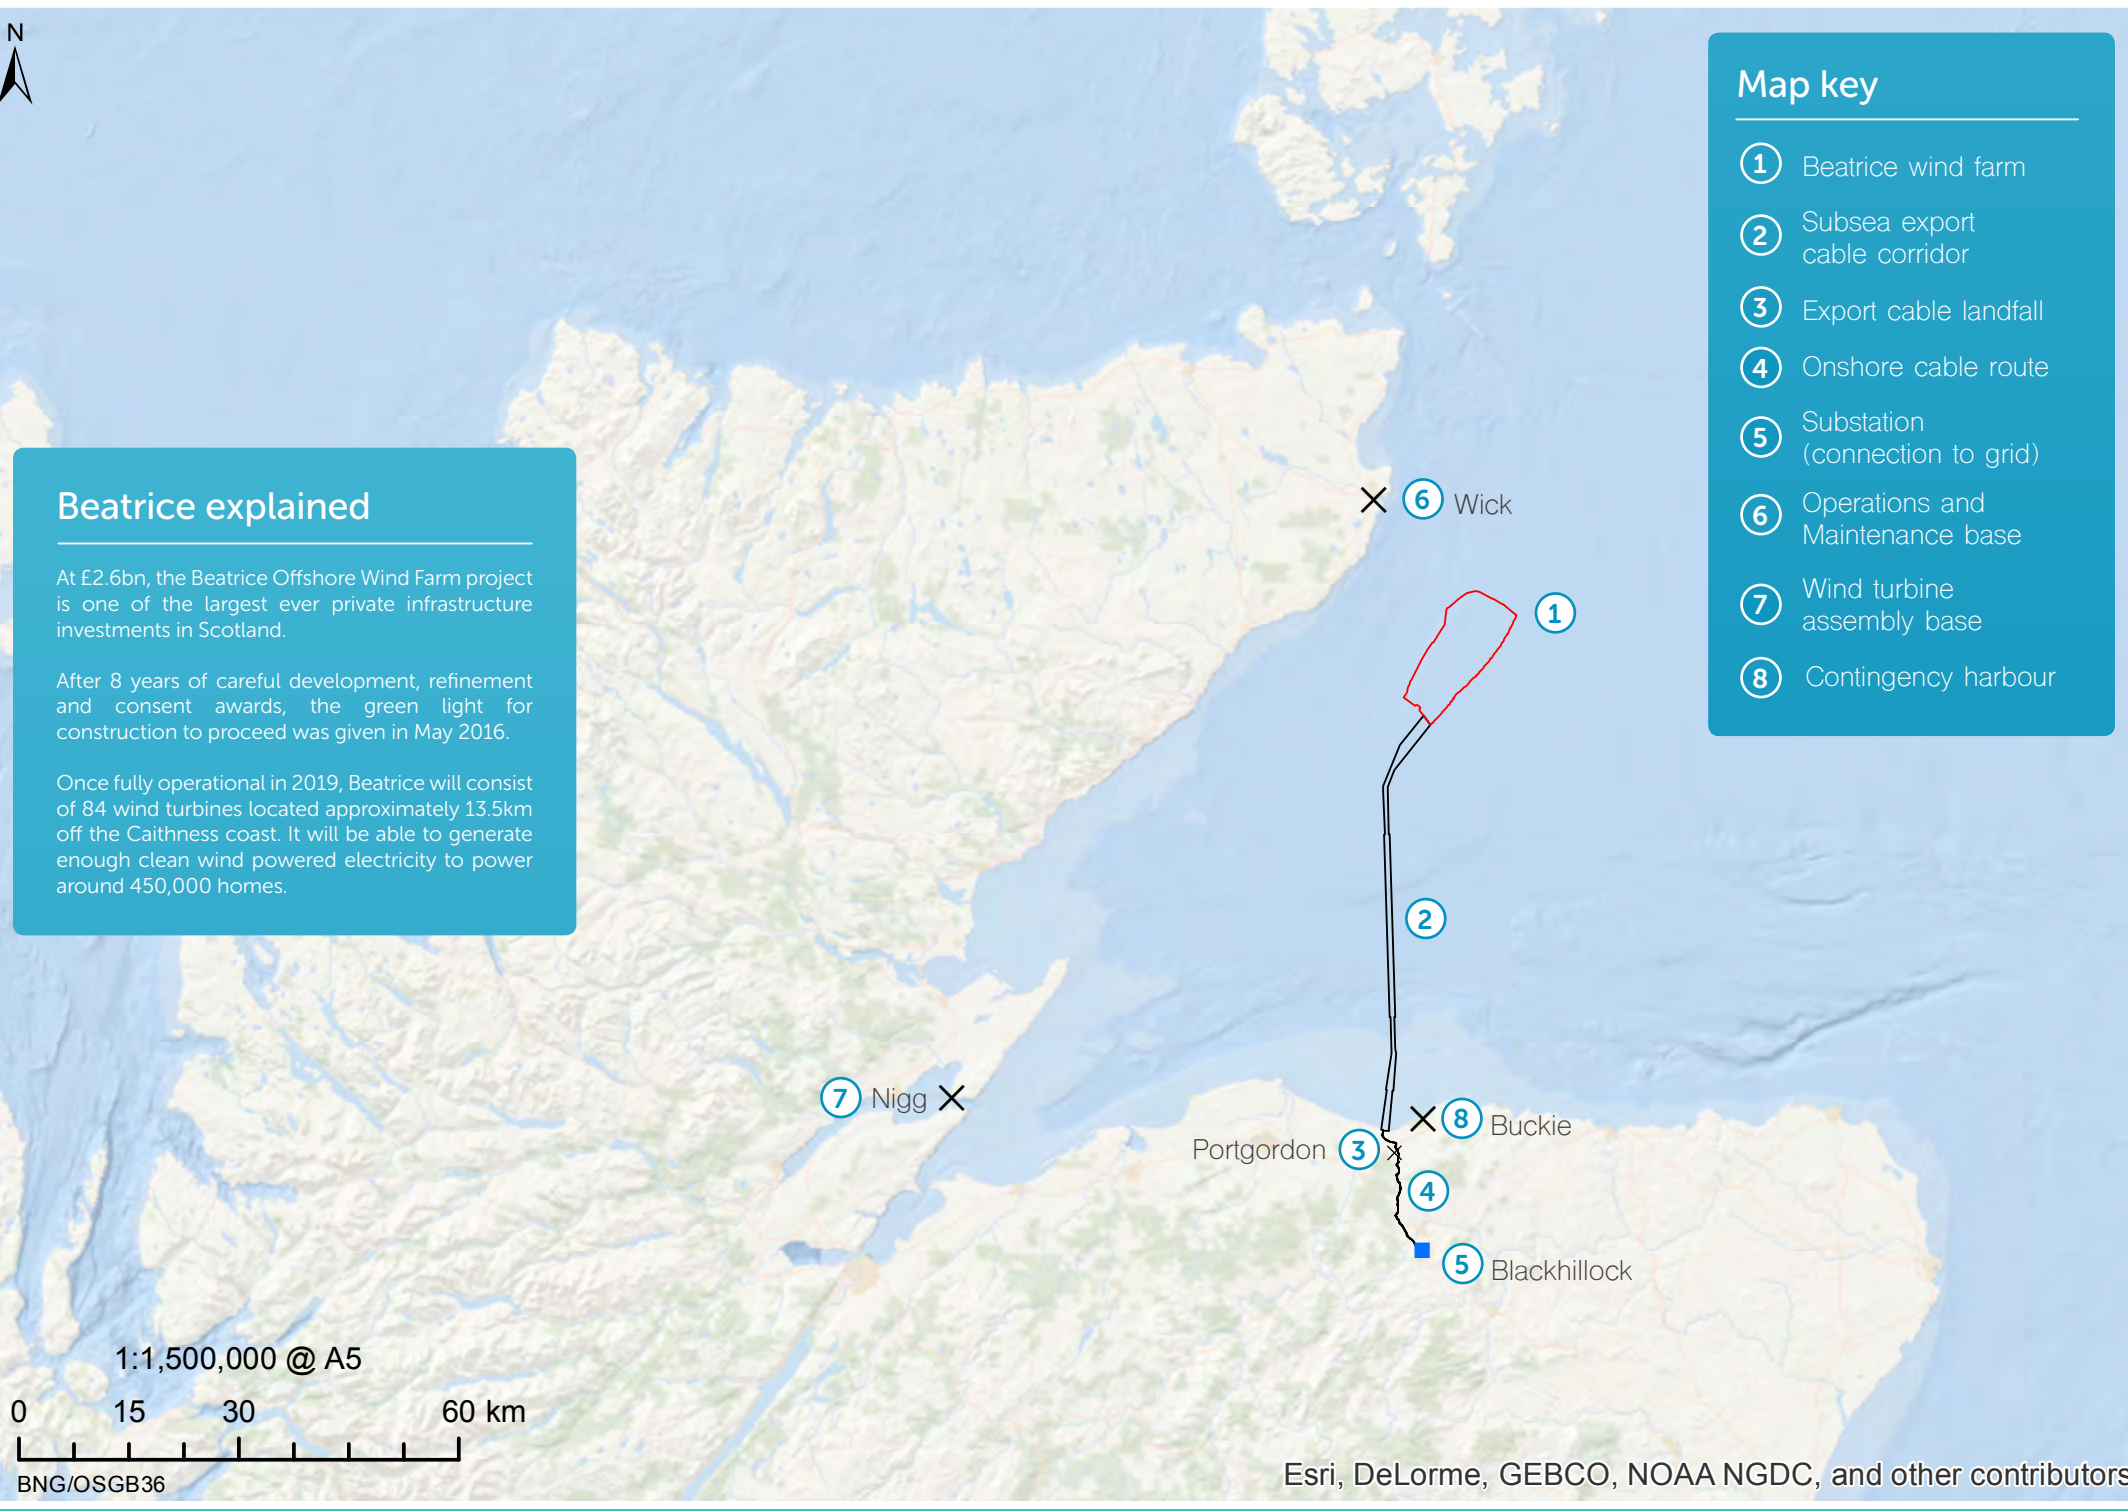 N
Map key
1 Beatrice wind farm
2 Subsea export
cable corridor
3 Export cable landfall
4 Onshore cable route
5 Substation
(connection to grid)
6 Operations and
Maintenance base
7 Wind turbine
assembly base
8 Contingency harbour
Beatrice explained
At £2.6bn, the Beatrice Offshore Wind Farm project
is one of the largest ever private infrastructure
investments in Scotland.
After 8 years of careful development, refinement
and consent awards, the green light for
construction to proceed was given in May 2016.
Once fully operational in 2019, Beatrice will consist
of 84 wind turbines located approximately 13.5km
off the Caithness coast. It will be able to generate
enough clean wind powered electricity to power
around 450,000 homes.
6 Wick
1
2
7 Nigg
8 Buckie
Portgordon 3
4
5 Blackhillock
1:1,500,000 @ A5
0 15 30 60 km
BNG/OSGB36
Esri, DeLorme, GEBCO, NOAA NGDC, and other contributors